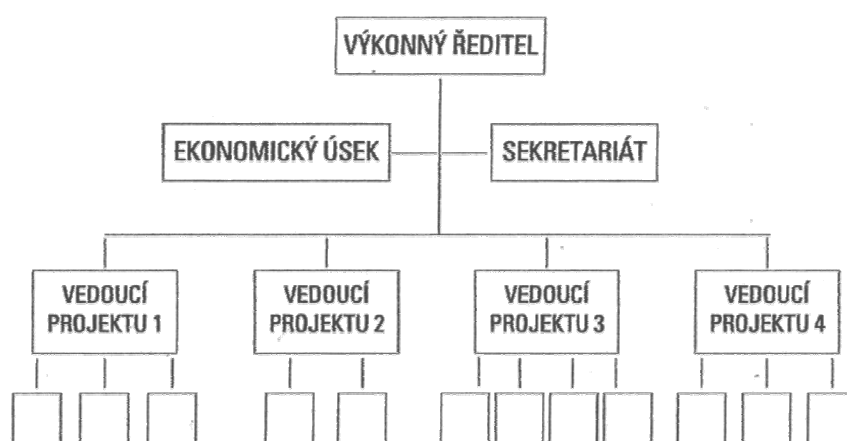 VÝKONNÝ ŘEDITEL
EKONOMICKÝ ÚSEK
SEKRETARIÁT
VEDOUCÍ
PROJEKTU 1
VEDOUCÍ
PROJEKTU 2
VEDOUCÍ
PROJEKTU 3
VEDOUCÍ
PROJEKTU 4